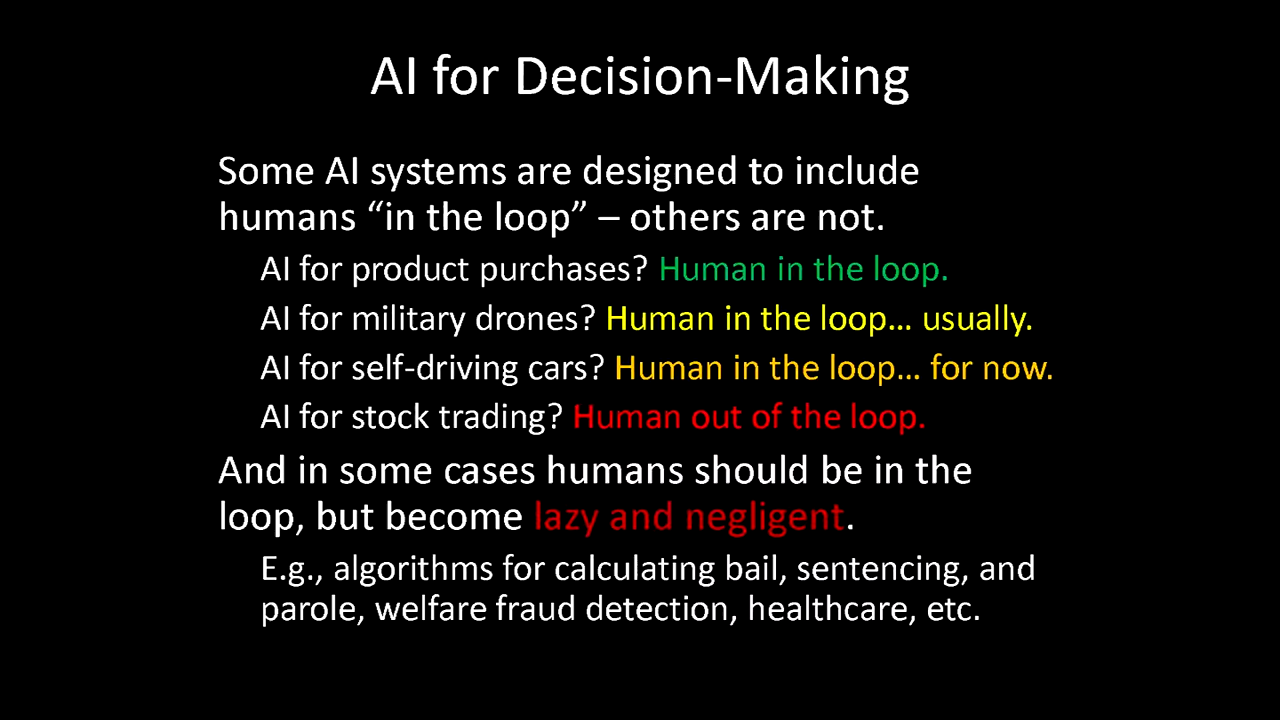 AI for Decision-Making
Some AI systems are designed to include
humans “in the loop” – others are not.
AI for product purchases? Human in the loop.
AI for military drones? Human in the loop... usually.
AI for self-driving cars? Human in the loop... for now.
AI for stock trading? Human out of the loop.
And in some cases humans should be in the
loop, but become lazy and negligent.
E.g., algorithms for calculating bail, sentencing, and
parole, welfare fraud detection, healthcare, etc.